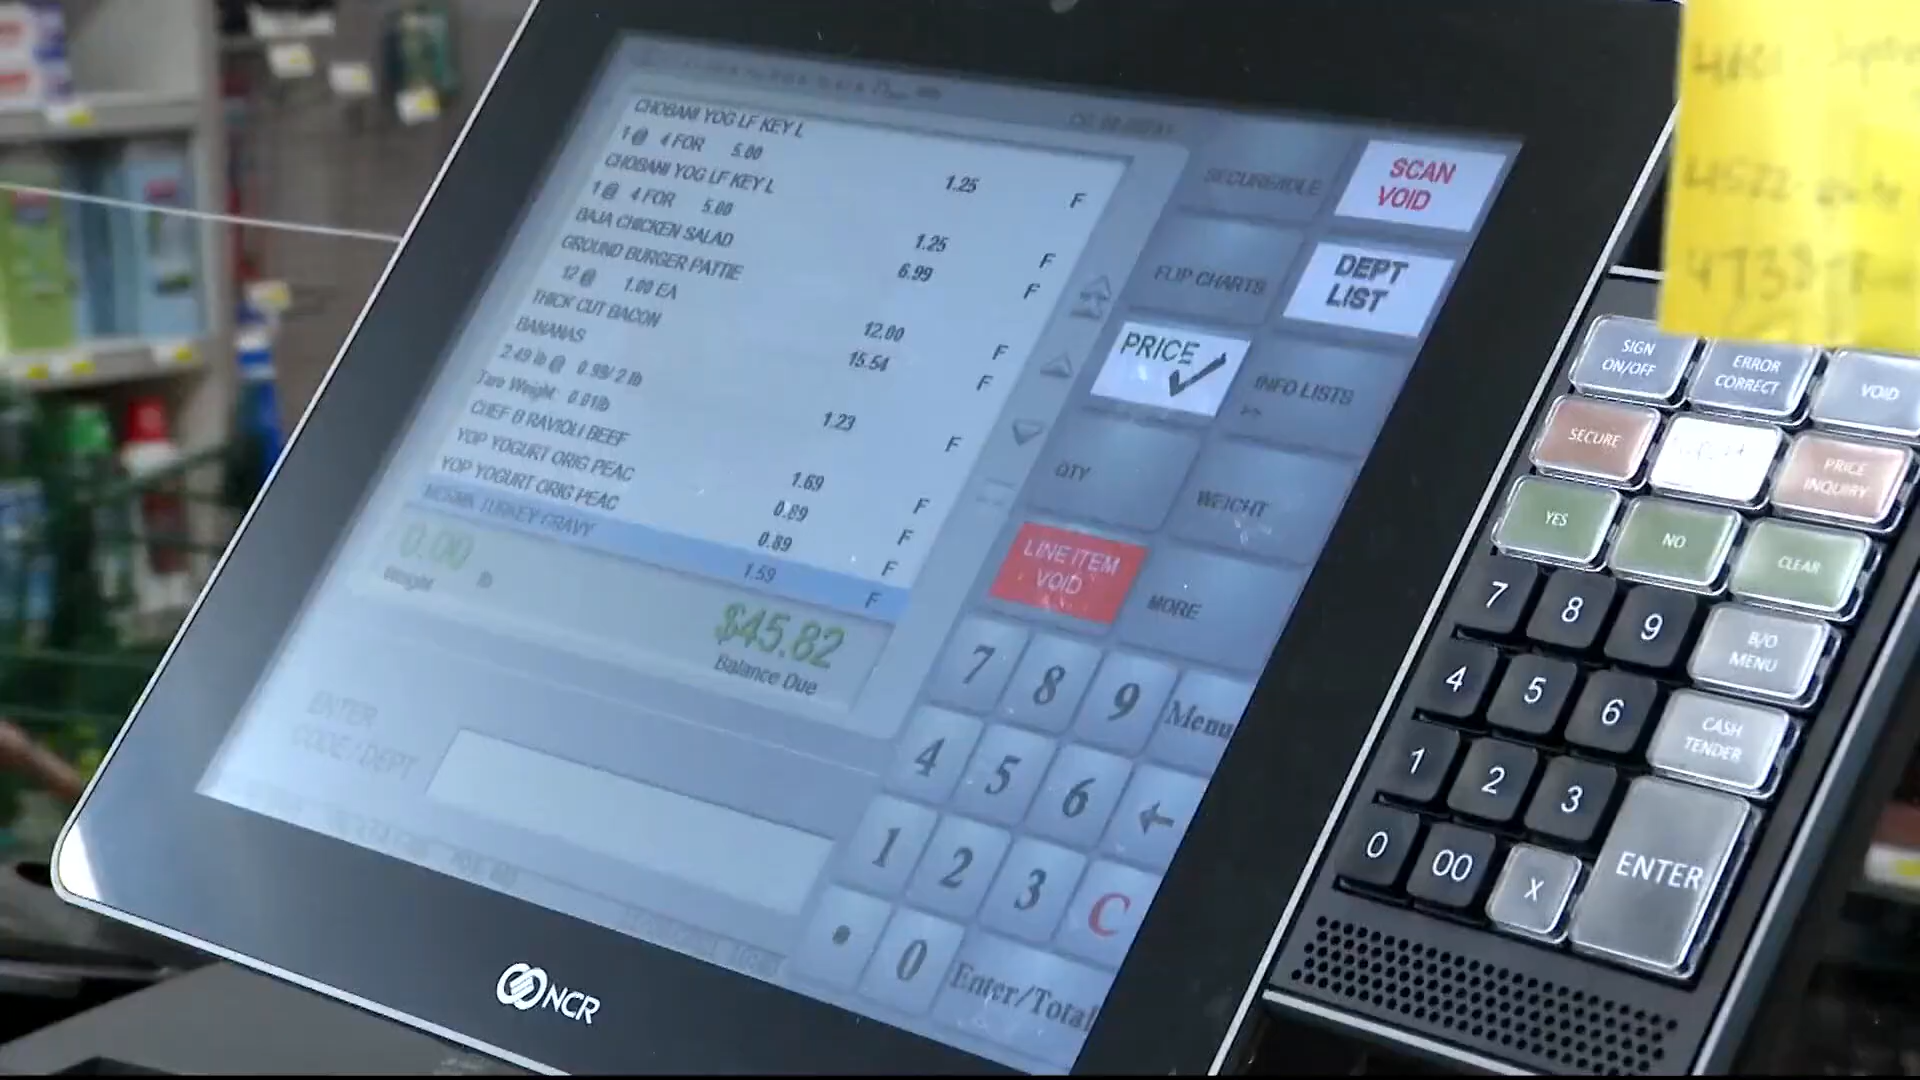 CHOBANI YOG LF KEY L
1 @ 4 FOR 5.00
1.25 F
CHOBANI YOG LF KEY L
1 @ 4 FOR 5.00
1.25 F
BAJA CHICKEN SALAD 6.99 F
GROUND BURGER PATTIE
12 @ 1.00 EA
12.00 F
THICK CUT BACON 15.54 F
BANANAS
2.49 lb @ 0.99/ 2 lb
1.23 F
Tare Weight 0.01lb
CHEF B RAVIOLI BEEF 1.69 F
YOP YOGURT ORIG PEAC 0.89 F
YOP YOGURT ORIG PEAC 0.89 F
TURKEY GRAVY 1.59 F
0.00 lb
Weight
$45.82
Balance Due
ENTER
CODE / DEPT
SCAN
VOID
FLIP CHARTS
DEPT
LIST
PRICE
INFO LISTS
>>
QTY
WEIGHT
LINE ITEM
VOID
MORE
7 8 9 Menu
4 5 6 ←
1 2 3 C
• 0 Enter/Total
NCR
SIGN
ON/OFF
ERROR
CORRECT
VOID
SECURE
PRICE
INQUIRY
YES
NO
CLEAR
7 8 9
B/O
MENU
4 5 6
CASH
TENDER
1 2 3
0 00 X
ENTER